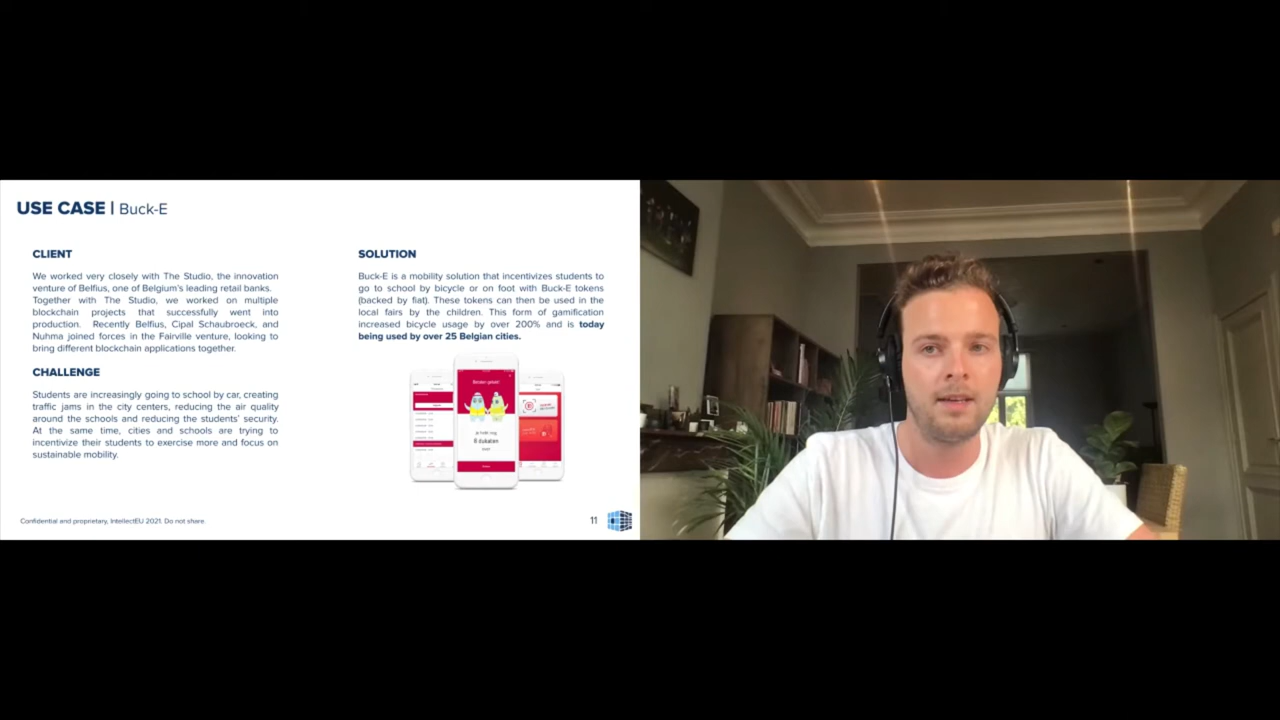 USE CASE | Buck-E
CLIENT
We worked very closely with The Studio, the innovation
venture of Belfius, one of Belgium's leading retail banks.
Together with The Studio, we worked on multiple
blockchain projects that successfully went into
production. Recently Belfius, Cipal Schaubroeck, and
Nuhma joined forces in the Fairville venture, looking to
bring different blockchain applications together.
CHALLENGE
Students are increasingly going to school by car, creating
traffic jams in the city centers, reducing the air quality
around the schools and reducing the students' security.
At the same time, cities and schools are trying to
incentivize their students to exercise more and focus on
sustainable mobility.
SOLUTION
Buck-E is a mobility solution that incentivizes students to
go to school by bicycle or on foot with Buck-E tokens
(backed by fiat). These tokens can then be used in the
local fairs by the children. This form of gamification
increased bicycle usage by over 200% and is today
being used by over 25 Belgian cities.
8 dukaten
Confidential and proprietary, IntellectEU 2021. Do not share.
11